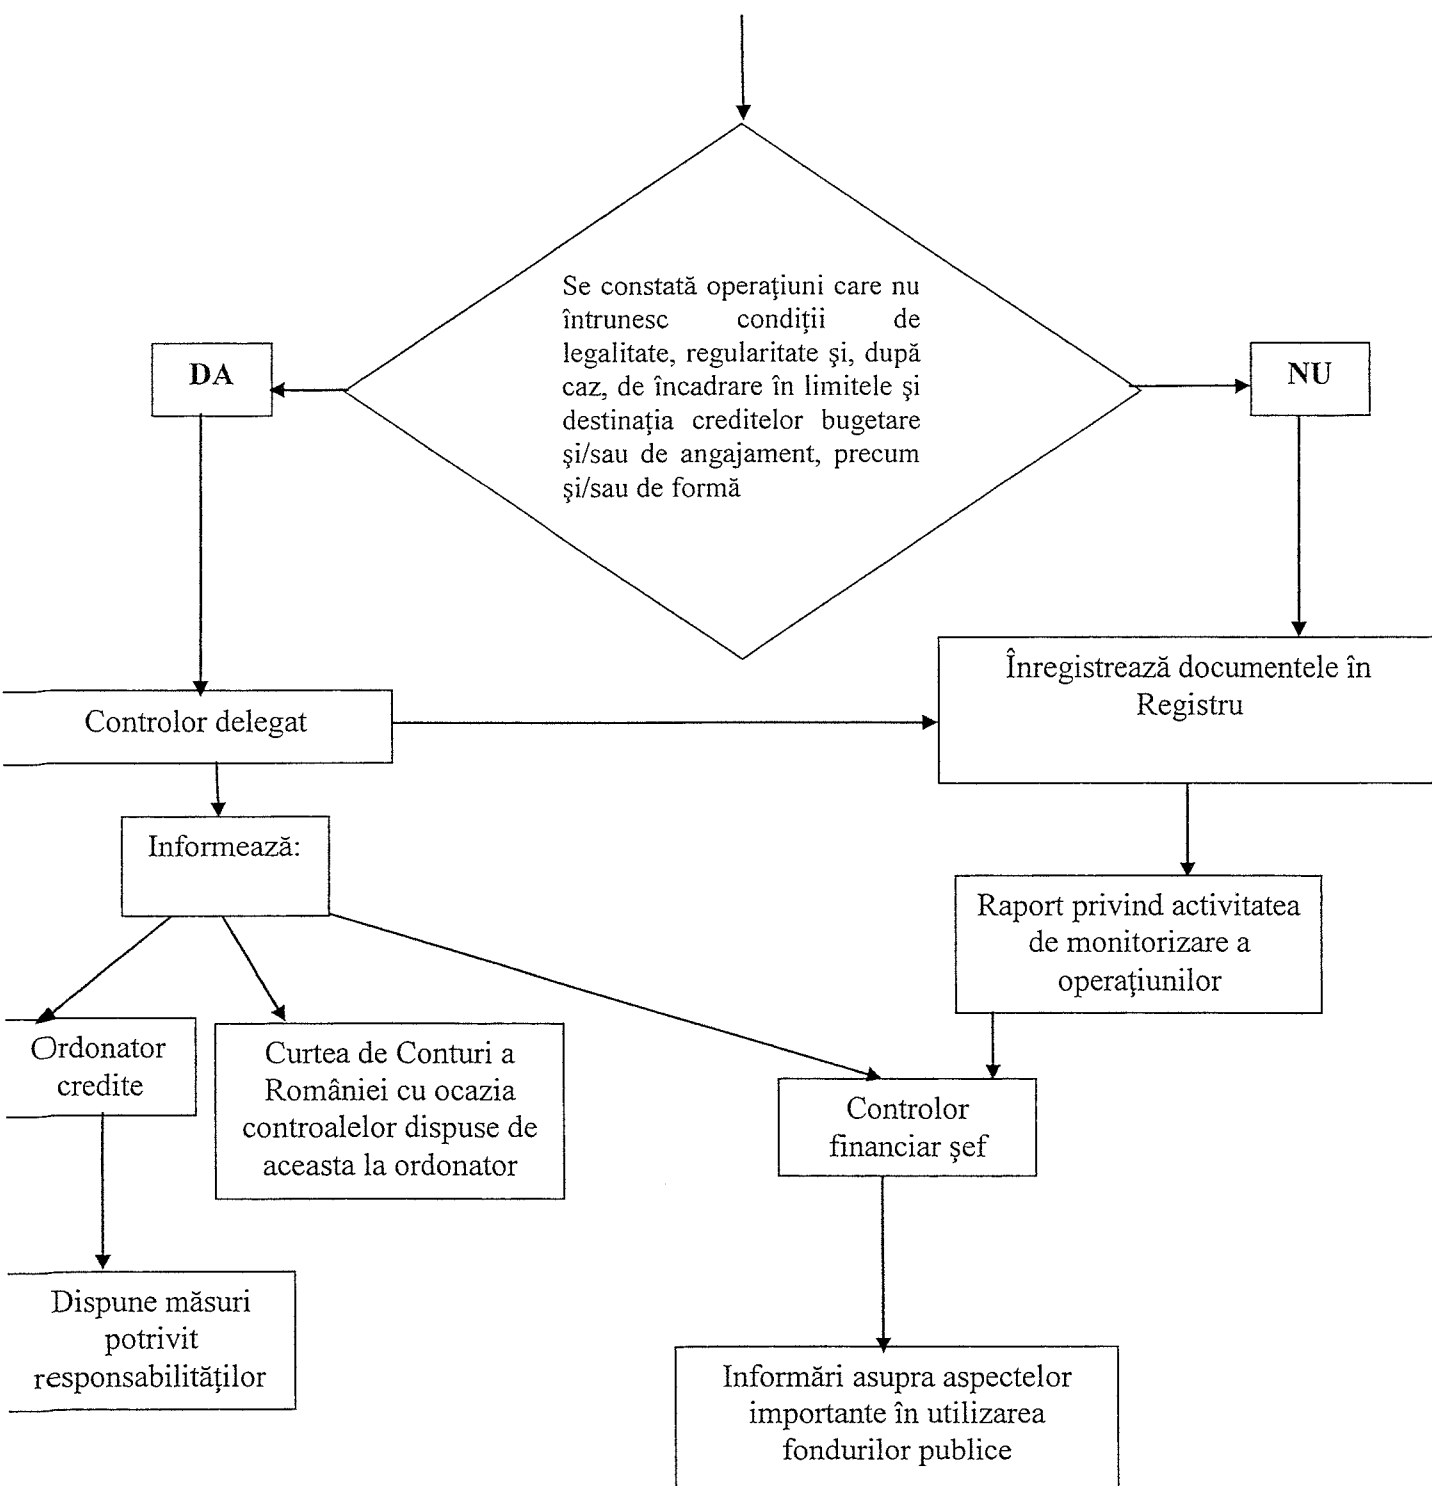 Se constată operaţiuni care nu
întrunesc condiţii de
legalitate, regularitate şi, după
caz, de încadrare în limitele şi
destinaţia creditelor bugetare
şi/sau de angajament, precum
şi/sau de formă
DA
NU
Înregistrează documentele în
Registru
Controlor delegat
Informează:
Raport privind activitatea
de monitorizare a
operaţiunilor
Ordonator
credite
Curtea de Conturi a
României cu ocazia
controalelor dispuse de
aceasta la ordonator
Controlor
financiar şef
Dispune măsuri
potrivit
responsabilităţilor
Informări asupra aspectelor
importante în utilizarea
fondurilor publice